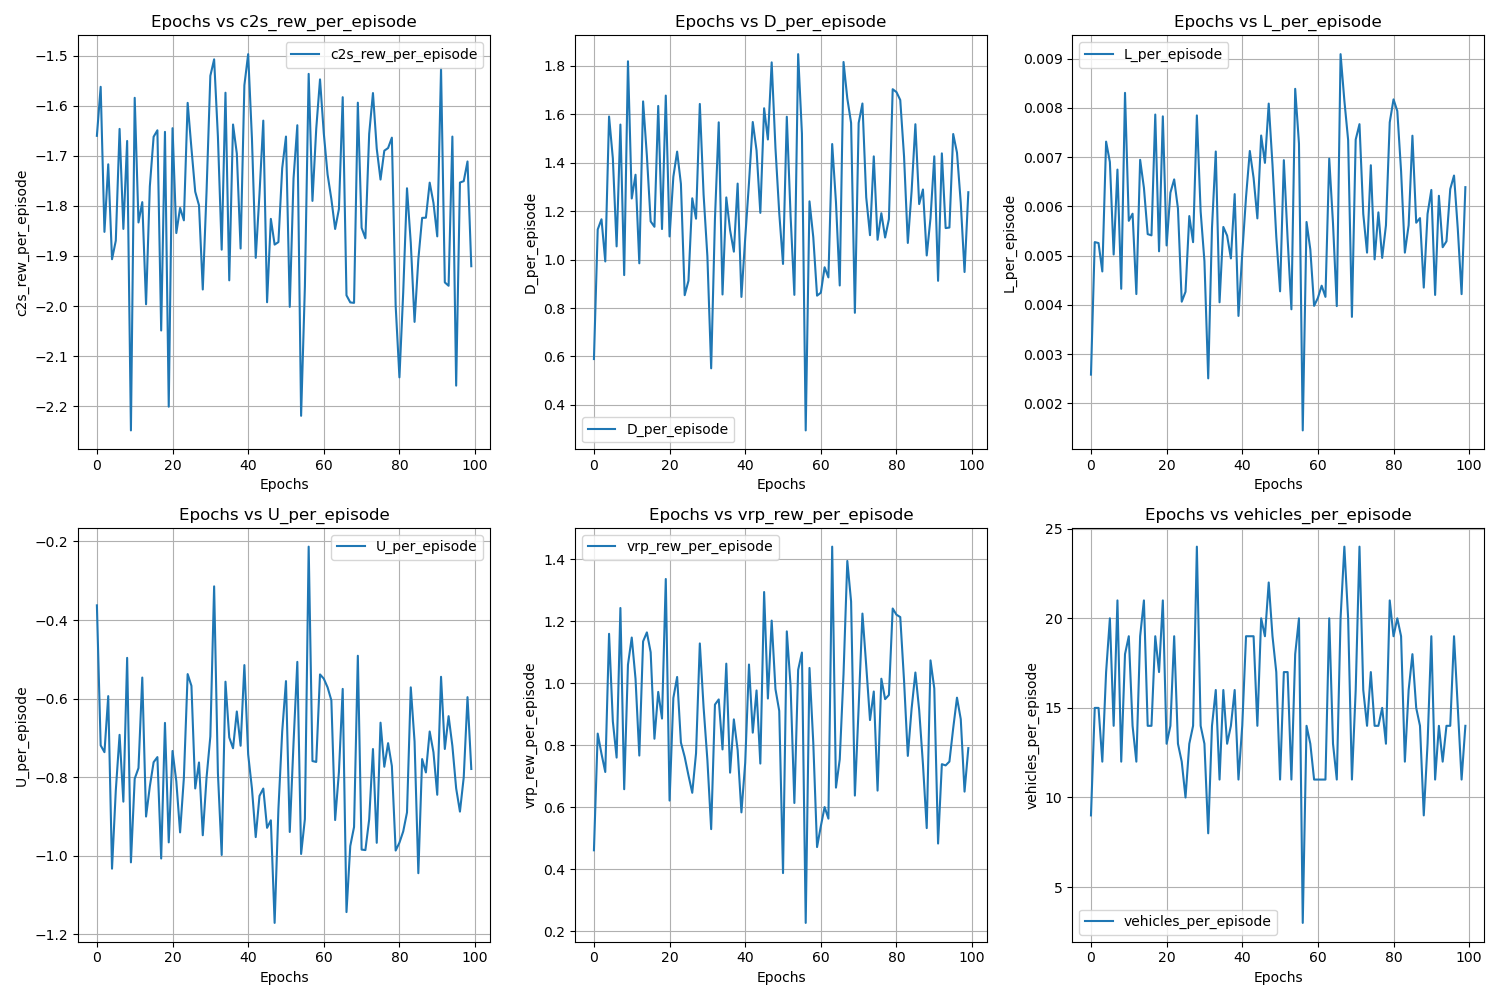 Epochs vs c2s_rew_per_episode
c2s_rew_per_episode
c2s_rew_per_episode
−1.5
−1.6
−1.7
−1.8
−1.9
−2.0
−2.1
−2.2
0 20 40 60 80 100
Epochs
Epochs vs D_per_episode
D_per_episode
D_per_episode
1.8
1.6
1.4
1.2
1.0
0.8
0.6
0.4
0 20 40 60 80 100
Epochs
Epochs vs L_per_episode
L_per_episode
L_per_episode
0.009
0.008
0.007
0.006
0.005
0.004
0.003
0.002
0 20 40 60 80 100
Epochs
Epochs vs U_per_episode
U_per_episode
U_per_episode
−0.2
−0.4
−0.6
−0.8
−1.0
−1.2
0 20 40 60 80 100
Epochs
Epochs vs vrp_rew_per_episode
vrp_rew_per_episode
vrp_rew_per_episode
1.4
1.2
1.0
0.8
0.6
0.4
0.2
0 20 40 60 80 100
Epochs
Epochs vs vehicles_per_episode
vehicles_per_episode
vehicles_per_episode
25
20
15
10
5
0 20 40 60 80 100
Epochs